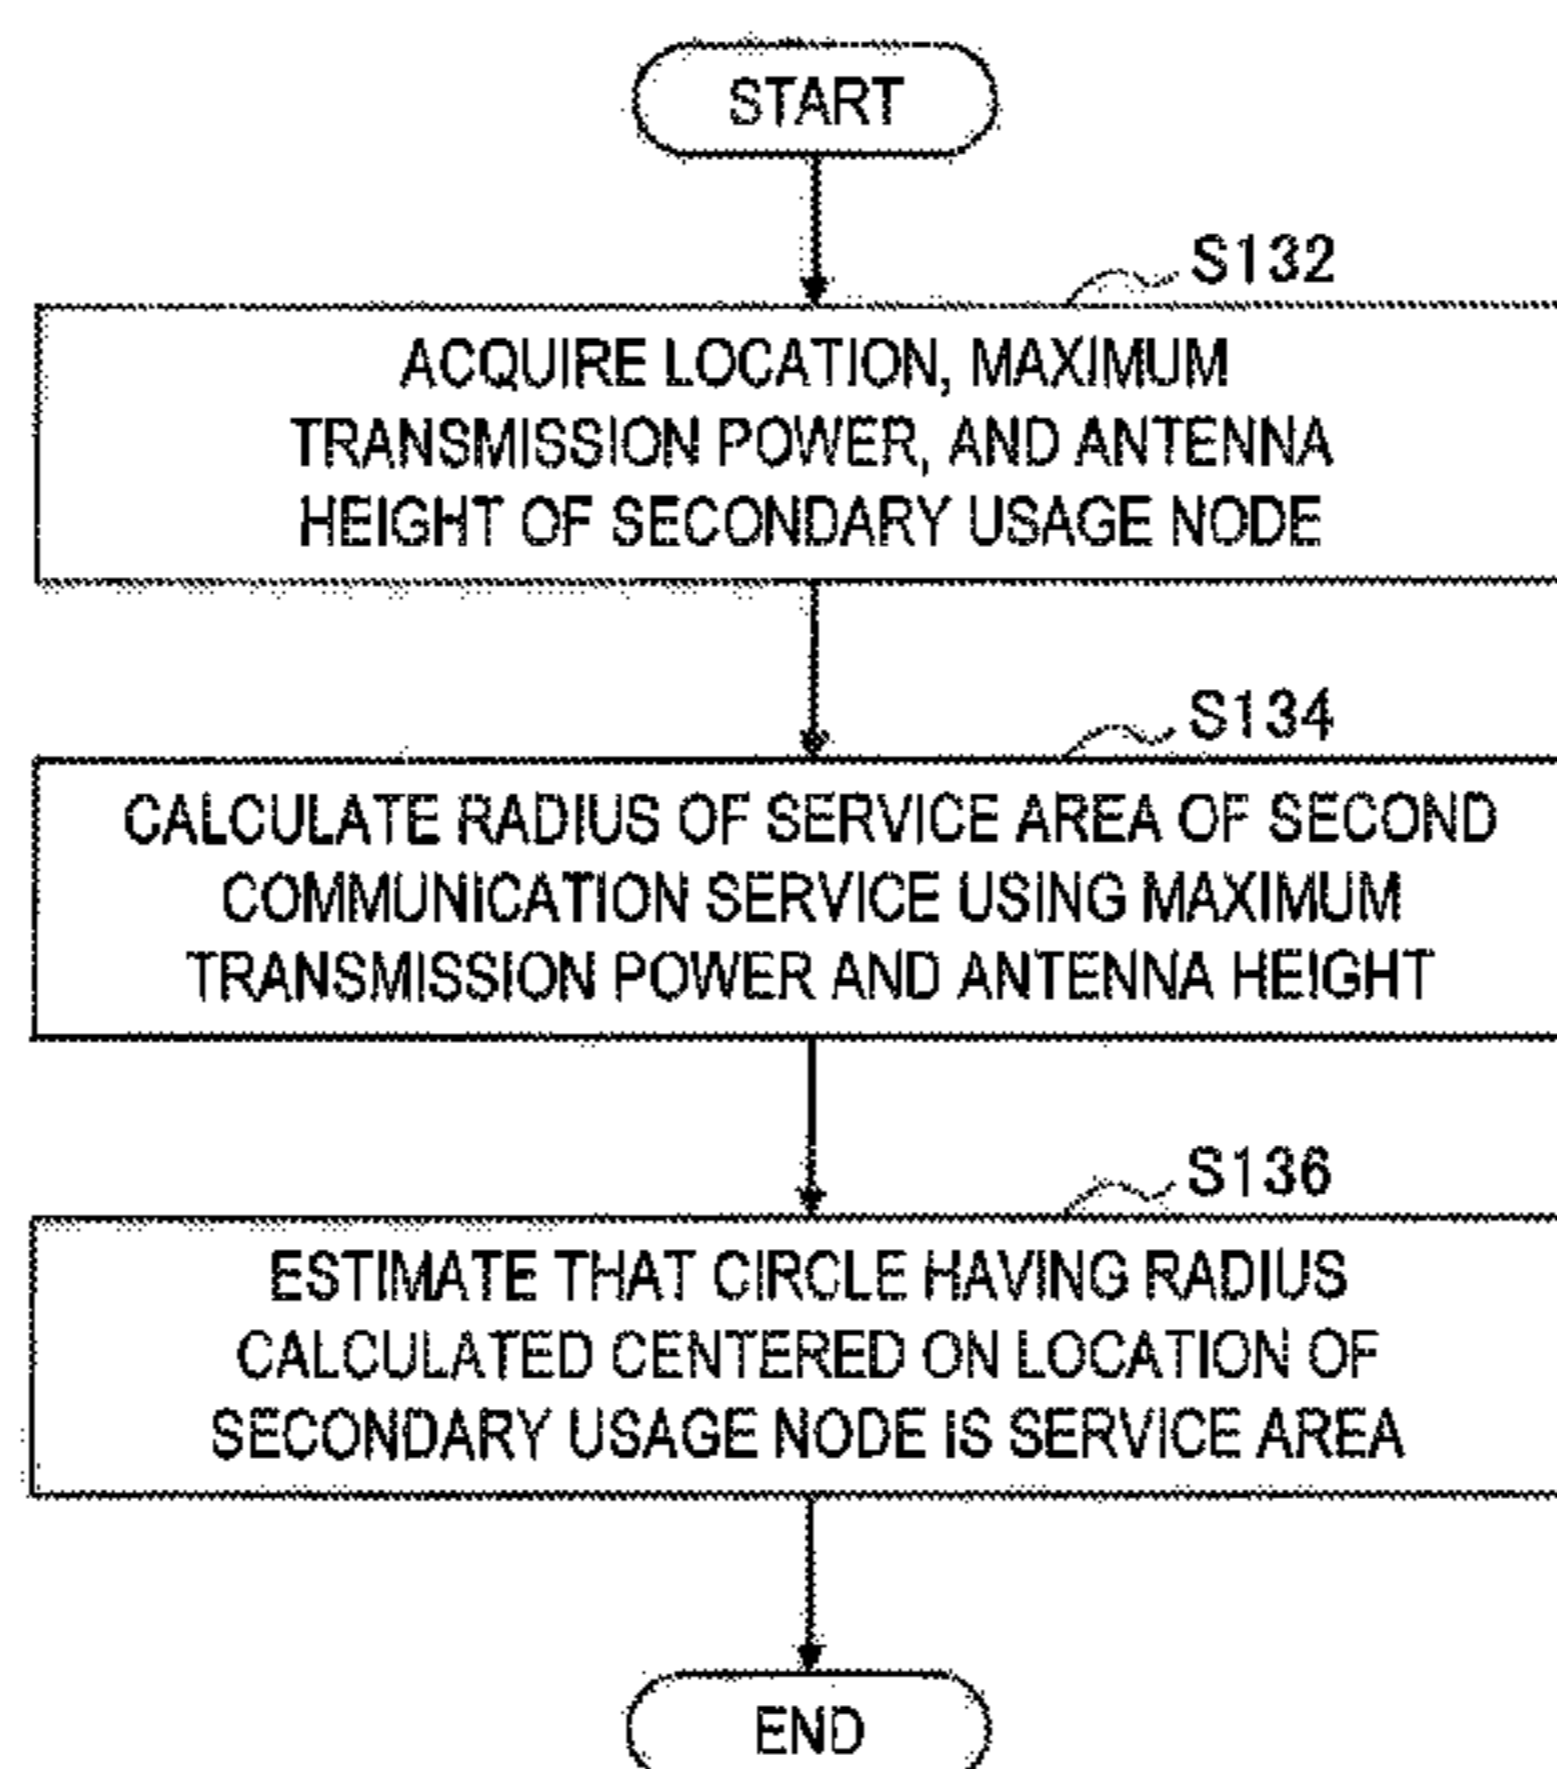 START
S132
ACQUIRE LOCATION, MAXIMUM
TRANSMISSION POWER, AND ANTENNA
HEIGHT OF SECONDARY USAGE NODE
S134
CALCULATE RADIUS OF SERVICE AREA OF SECOND
COMMUNICATION SERVICE USING MAXIMUM
TRANSMISSION POWER AND ANTENNA HEIGHT
S136
ESTIMATE THAT CIRCLE HAVING RADIUS
CALCULATED CENTERED ON LOCATION OF
SECONDARY USAGE NODE IS SERVICE AREA
END